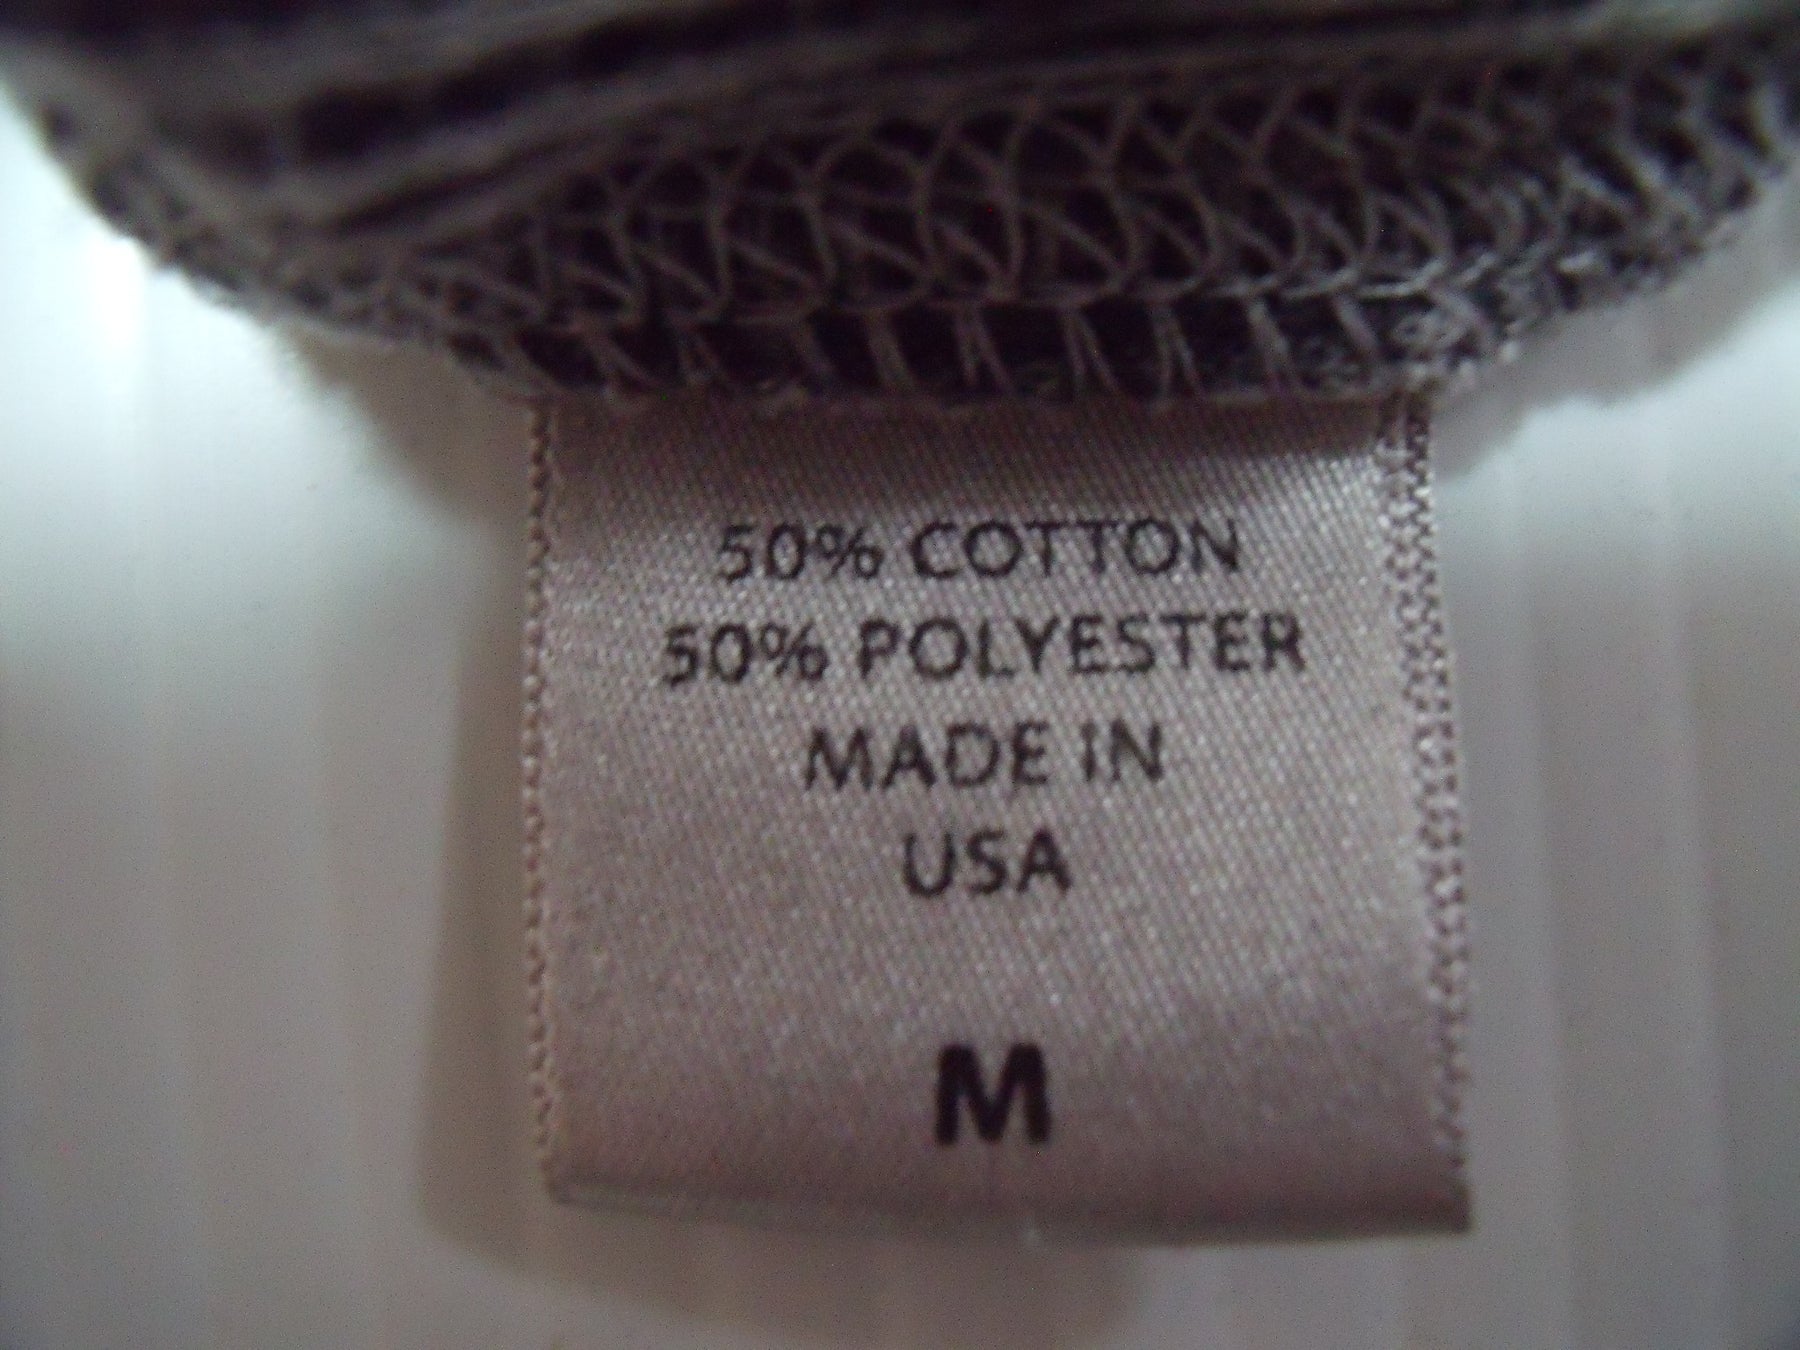 50% COTTON
50% POLYESTER
MADE IN
USA
M